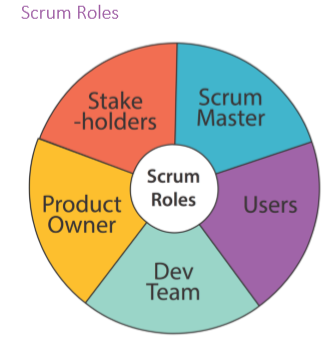 Scrum Roles
Stake
-holders
Scrum
Master
Users
Dev
Team
Product
Owner
Scrum
Roles